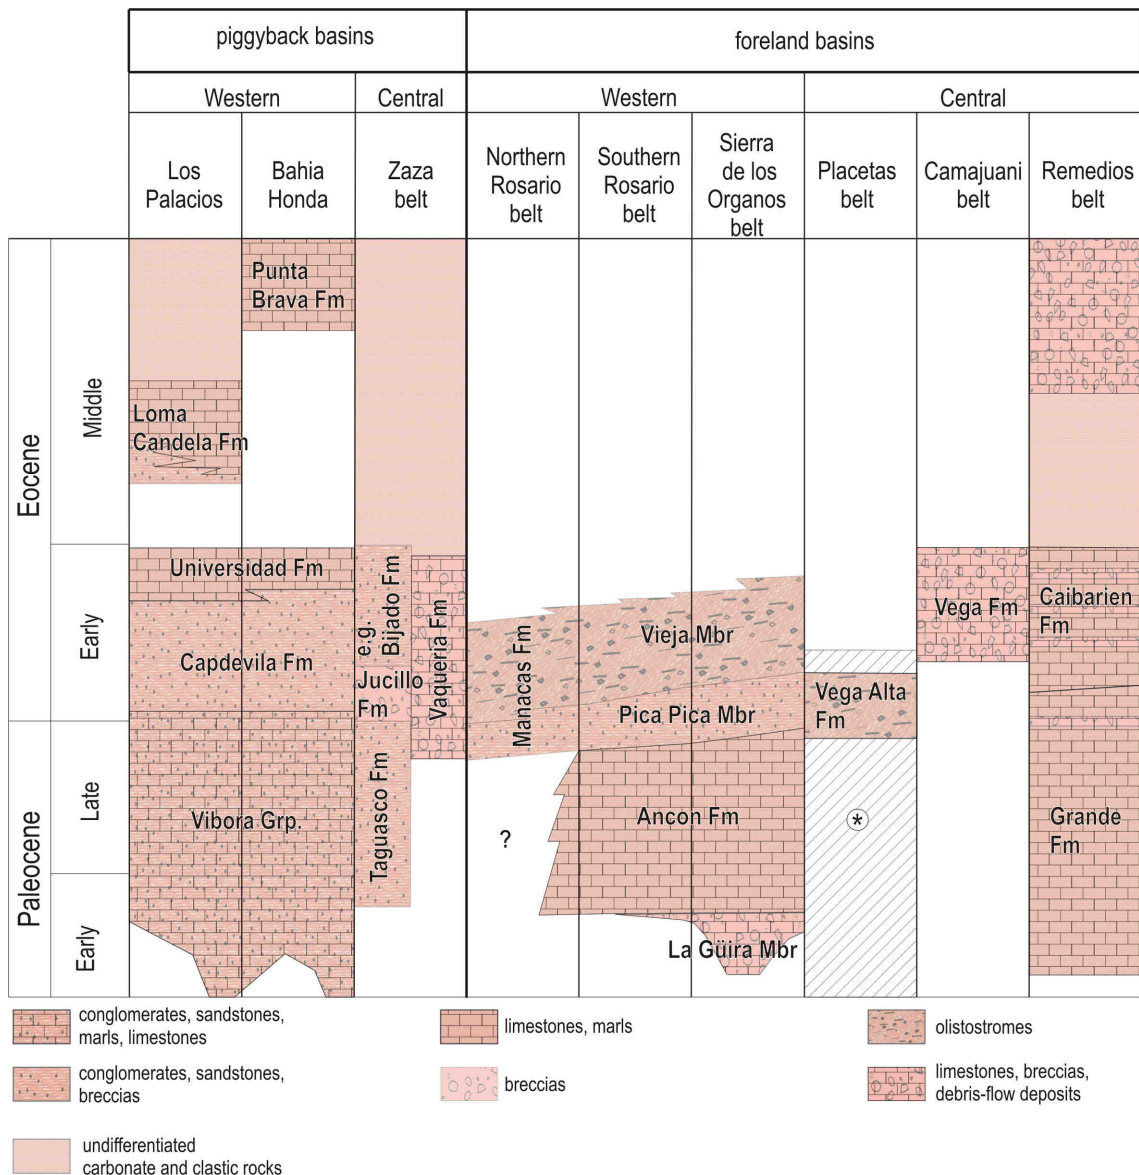 piggyback basins
foreland basins
Western
Central
Western
Central
Los
Palacios
Bahia
Honda
Zaza
belt
Northern
Rosario
belt
Southern
Rosario
belt
Sierra
de los
Organos
belt
Placetas
belt
Camajuani
belt
Remedios
belt
Eocene
Middle
Early
Paleocene
Late
Early
Punta
Brava Fm
Loma
Candela Fm
Universidad Fm
Capdevila Fm
Vibora Grp.
e.g.
Bijado Fm
Jucillo
Fm
Vaqueria Fm
Taguasco Fm
Manacas Fm
Vieja Mbr
Pica Pica Mbr
Ancon Fm
?
La Güira Mbr
Vega Alta
Fm
*
Vega Fm
Caibarien
Fm
Grande
Fm
conglomerates, sandstones,
marls, limestones
conglomerates, sandstones,
breccias
undifferentiated
carbonate and clastic rocks
limestones, marls
breccias
olistostromes
limestones, breccias,
debris-flow deposits